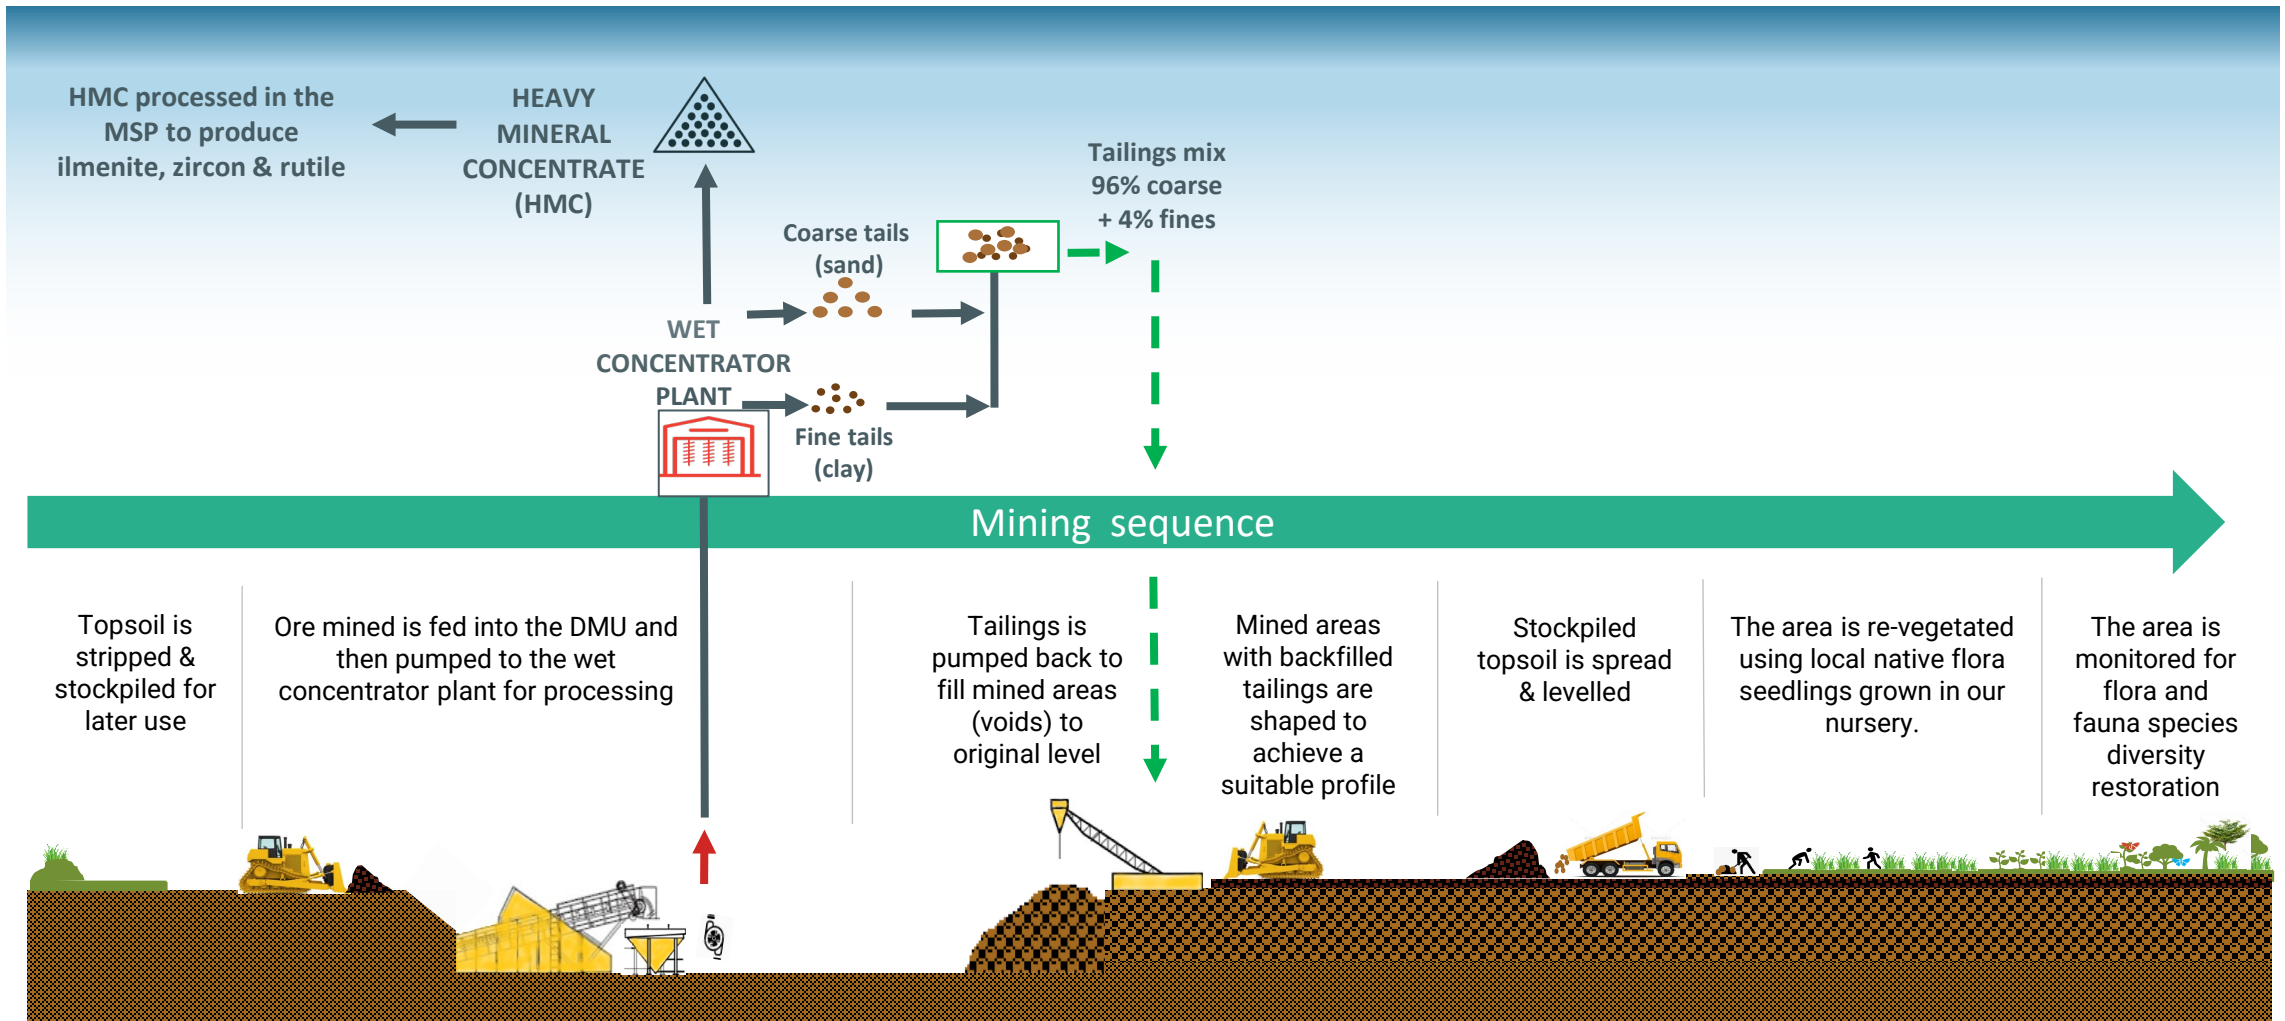 HMC processed in the
MSP to produce
ilmenite, zircon & rutile
HEAVY
MINERAL
CONCENTRATE
(HMC)
Tailings mix
96% coarse
+ 4% fines
Coarse tails
(sand)
WET
CONCENTRATOR
PLANT
Fine tails
(clay)
Mining sequence
Topsoil is
stripped &
stockpiled for
later use
Ore mined is fed into the DMU and
then pumped to the wet
concentrator plant for processing
Tailings is
pumped back to
fill mined areas
(voids) to
original level
Mined areas
with backfilled
tailings are
shaped to
achieve a
suitable profile
Stockpiled
topsoil is spread
& levelled
The area is re-vegetated
using local native flora
seedlings grown in our
nursery.
The area is
monitored for
flora and
fauna species
diversity
restoration